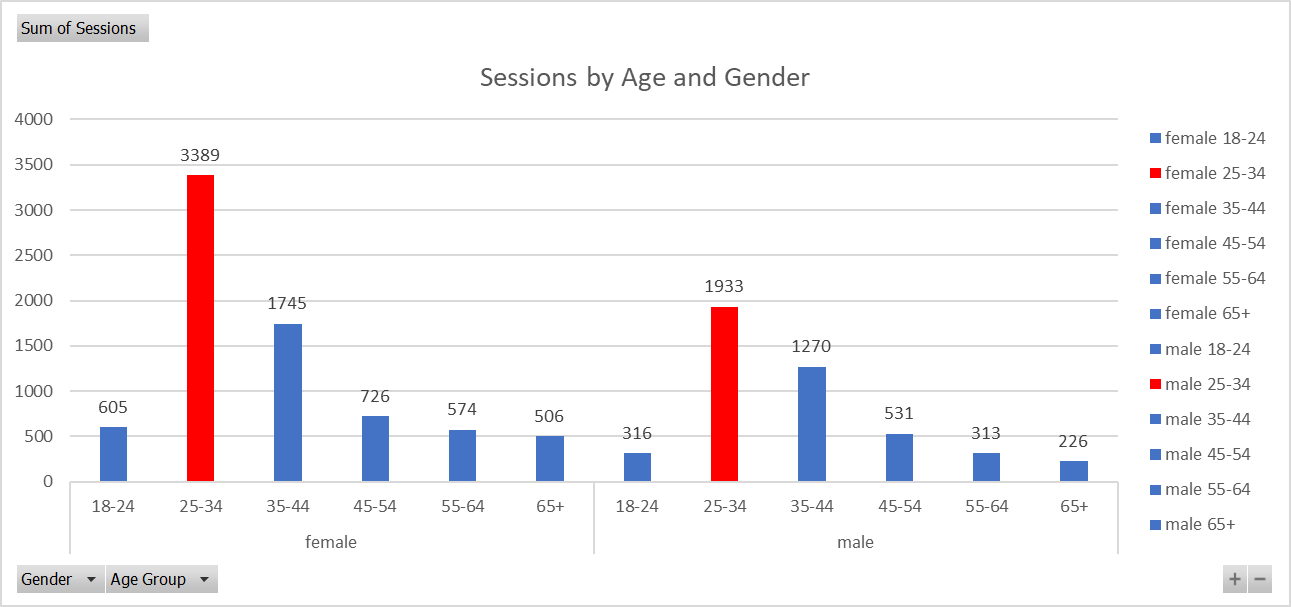 Sum of Sessions
Sessions by Age and Gender
4000
3500
3000
2500
2000
1500
1000
500
0
605
3389
1745
726
574
506
316
1933
1270
531
313
226
18-24 25-34 35-44 45-54 55-64 65+ 18-24 25-34 35-44 45-54 55-64 65+
female male
female 18-24
female 25-34
female 35-44
female 45-54
female 55-64
female 65+
male 18-24
male 25-34
male 35-44
male 45-54
male 55-64
male 65+
Gender Age Group
+ −